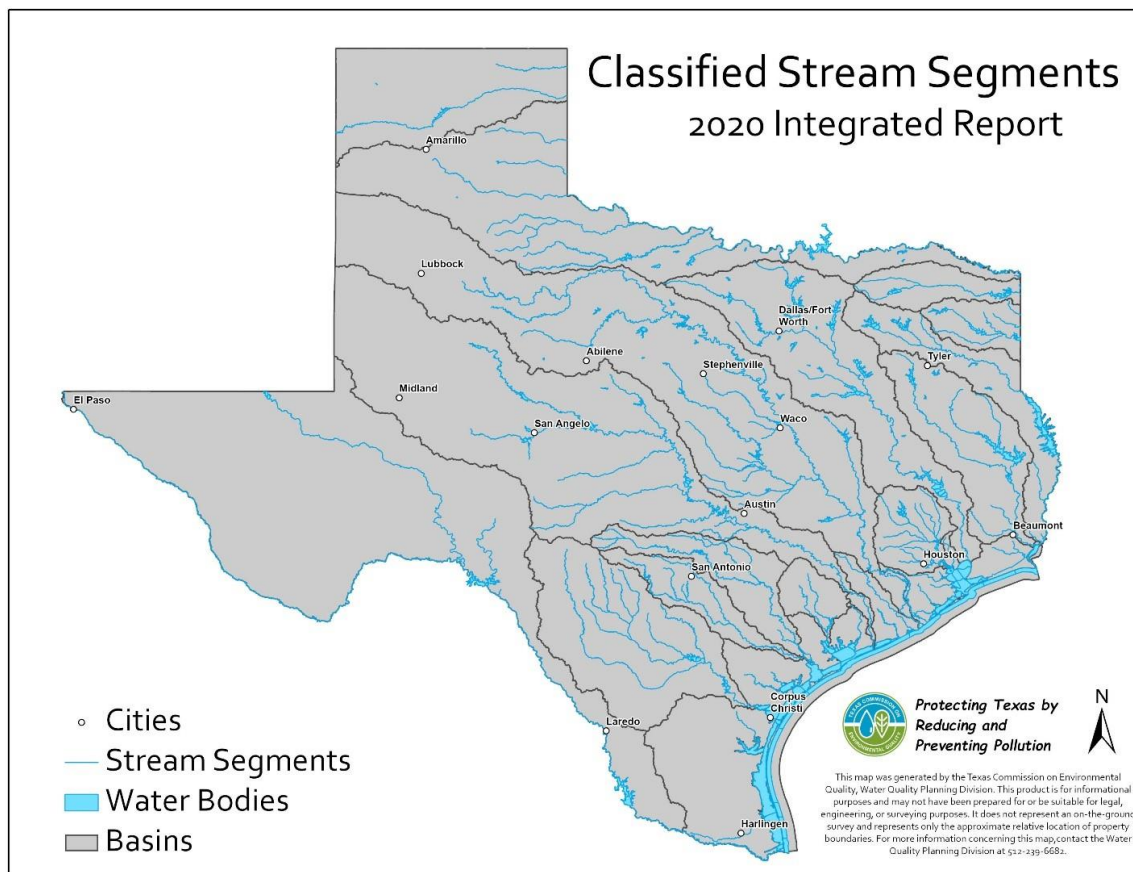 Classified Stream Segments
2020 Integrated Report
Amarillo
Lubbock
Dallas/Fort
Worth
Abilene
Stephenville
Tyler
El Paso
Midland
San Angelo
Waco
Austin
Beaumont
Houston
San Antonio
Corpus
Christi
Laredo
Harlingen
Cities
Stream Segments
Water Bodies
Basins
TEXAS COMMISSION ON
ENVIRONMENTAL QUALITY
Protecting Texas by
Reducing and
Preventing Pollution
N
This map was generated by the Texas Commission on Environmental
Quality, Water Quality Planning Division. This product is for informational
purposes and may not have been prepared for or be suitable for legal,
engineering, or surveying purposes. It does not represent an on-the-ground
survey and represents only the approximate relative location of property
boundaries. For more information concerning this map,contact the Water
Quality Planning Division at 512-239-6682.